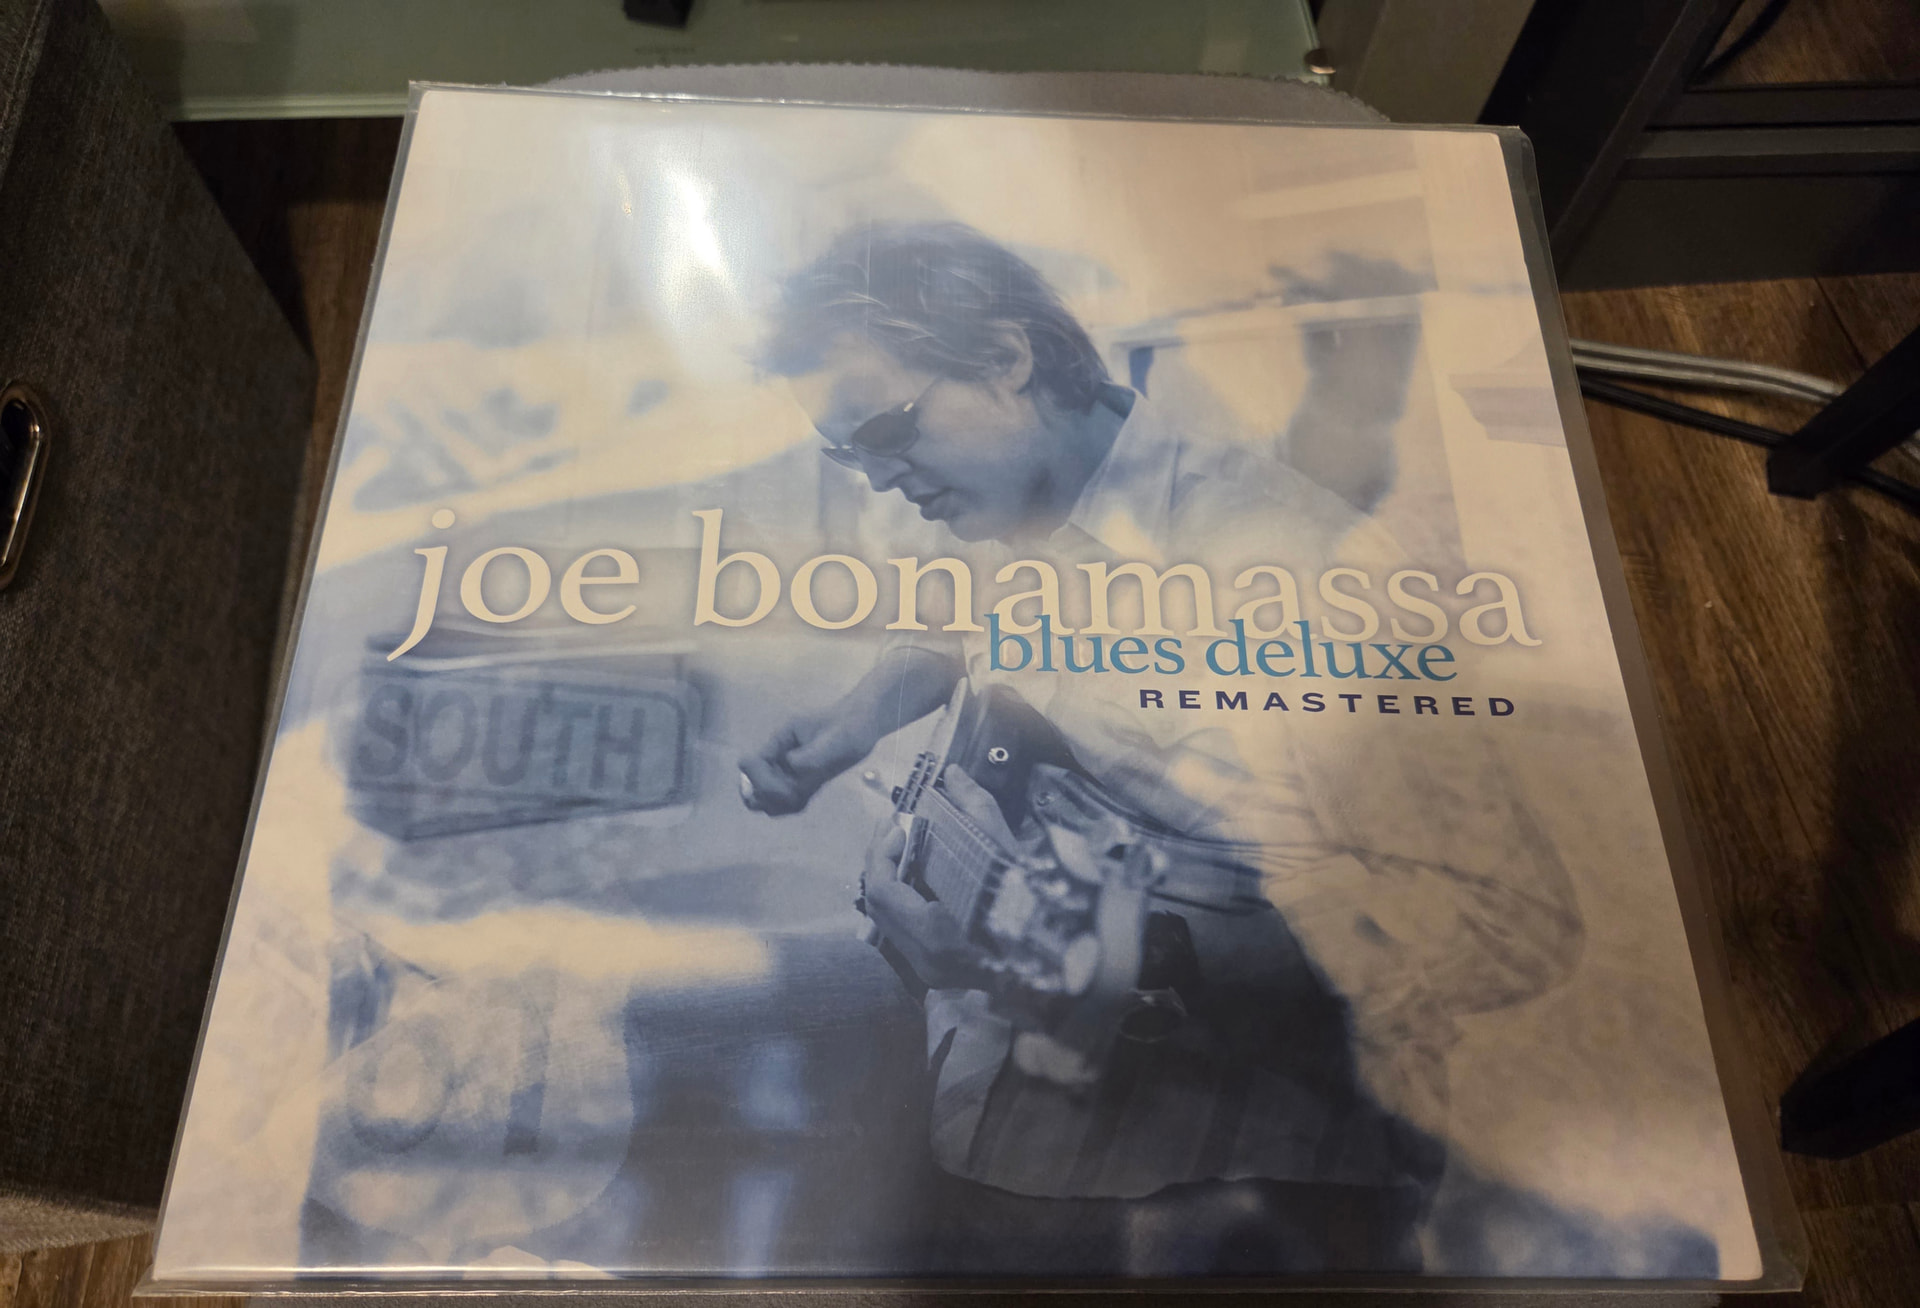 joe bonamassa
blues deluxe
REMASTERED
SOUTH